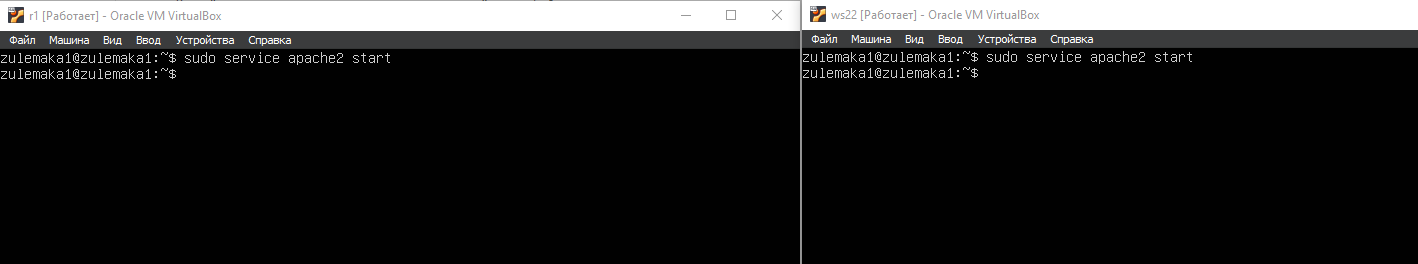 r1 [Работает] - Oracle VM VirtualBox
Файл Машина Вид Ввод Устройства Справка
zulemaka1@zulemaka1:~$ sudo service apache2 start
zulemaka1@zulemaka1:~$
ws22 [Работает] - Oracle VM VirtualBox
Файл Машина Вид Ввод Устройства Справка
zulemaka1@zulemaka1:~$ sudo service apache2 start
zulemaka1@zulemaka1:~$